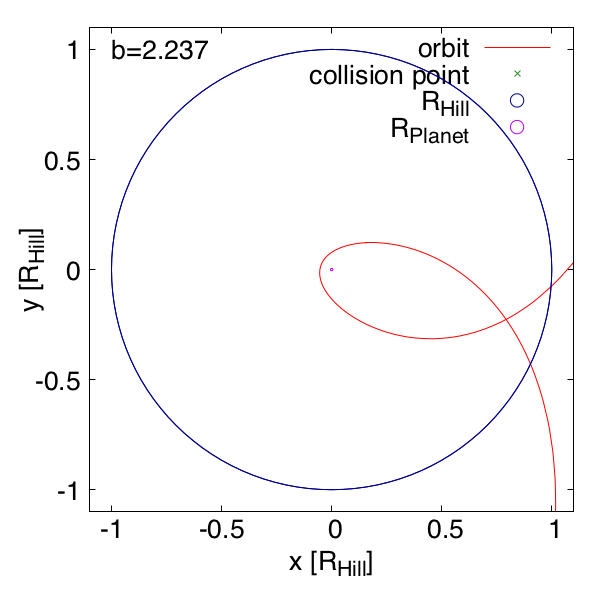 b=2.237
orbit
collision point
R_Hill
R_Planet
1
0.5
0
-0.5
-1
y [R_Hill]
-1 -0.5 0 0.5 1
x [R_Hill]